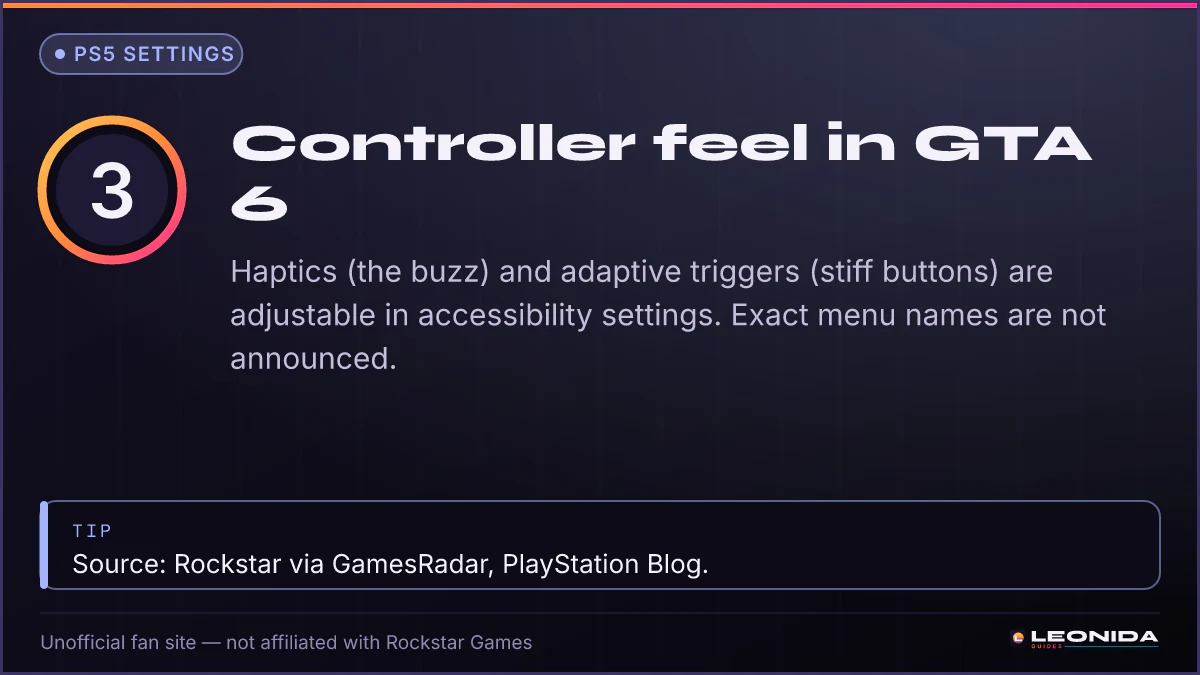 PS5 SETTINGS
3
Controller feel in GTA
6
Haptics (the buzz) and adaptive triggers (stiff buttons) are
adjustable in accessibility settings. Exact menu names are not
announced.
TIP
Source: Rockstar via GamesRadar, PlayStation Blog.
Unofficial fan site — not affiliated with Rockstar Games
LEONIDA
GUIDES